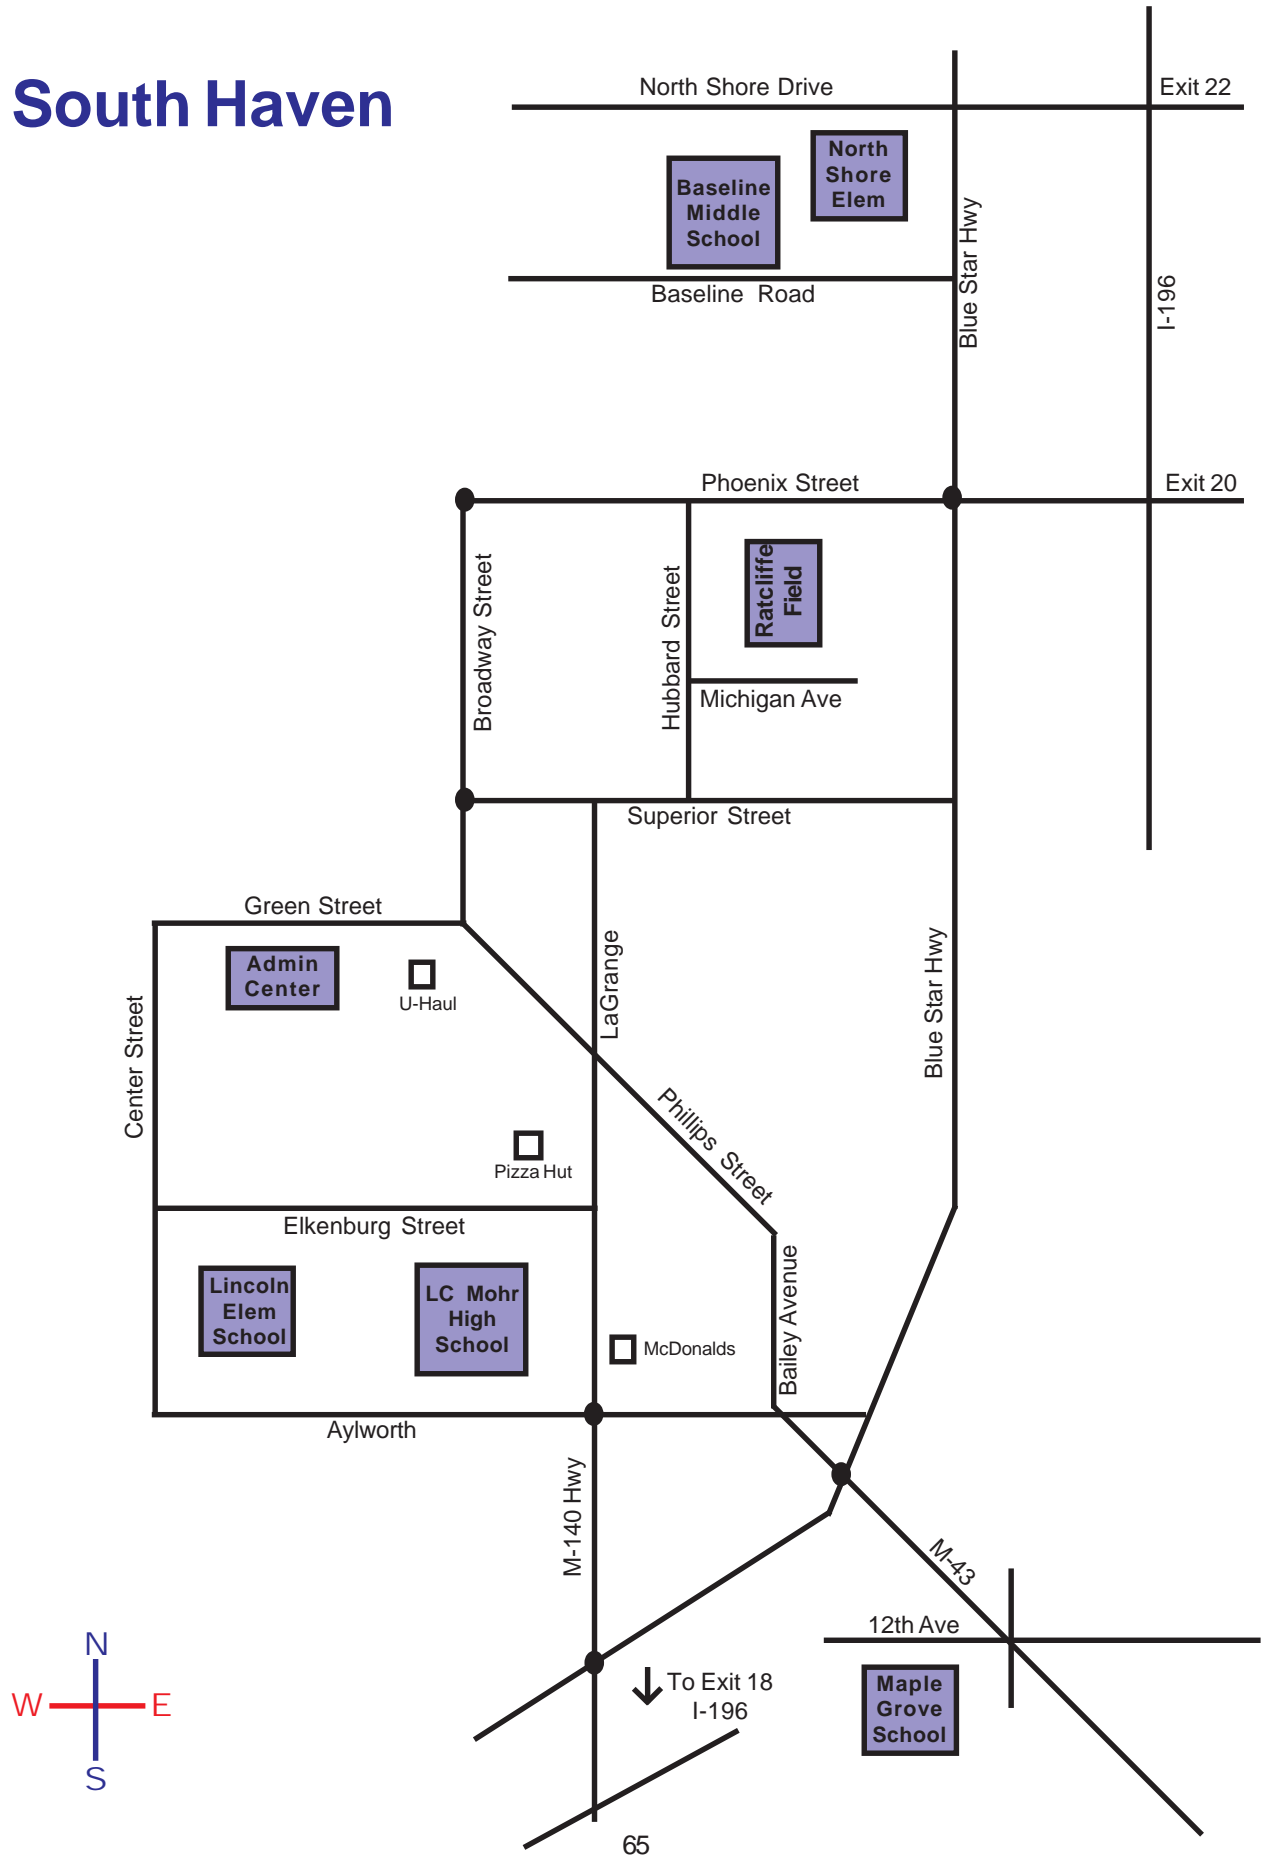 South Haven
North Shore Drive
Exit 22
North
Shore
Elem
Baseline
Middle
School
Blue Star Hwy
Baseline Road
I-196
Phoenix Street
Exit 20
Ratcliffe
Field
Broadway Street
Hubbard Street
Michigan Ave
Superior Street
Green Street
Admin
Center
U-Haul
LaGrange
Blue Star Hwy
Center Street
Phillips Street
Pizza Hut
Elkenburg Street
Lincoln
Elem
School
LC Mohr
High
School
McDonalds
Bailey Avenue
Aylworth
M-140 Hwy
M-43
12th Ave
Maple
Grove
School
To Exit 18
I-196
N
W
E
S
65